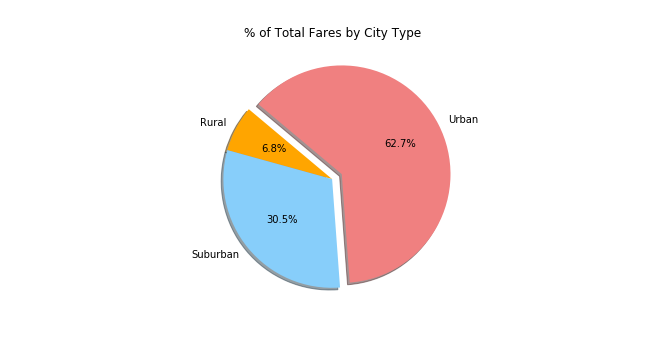 % of Total Fares by City Type
Urban
Rural
62.7%
6.8%
30.5%
Suburban